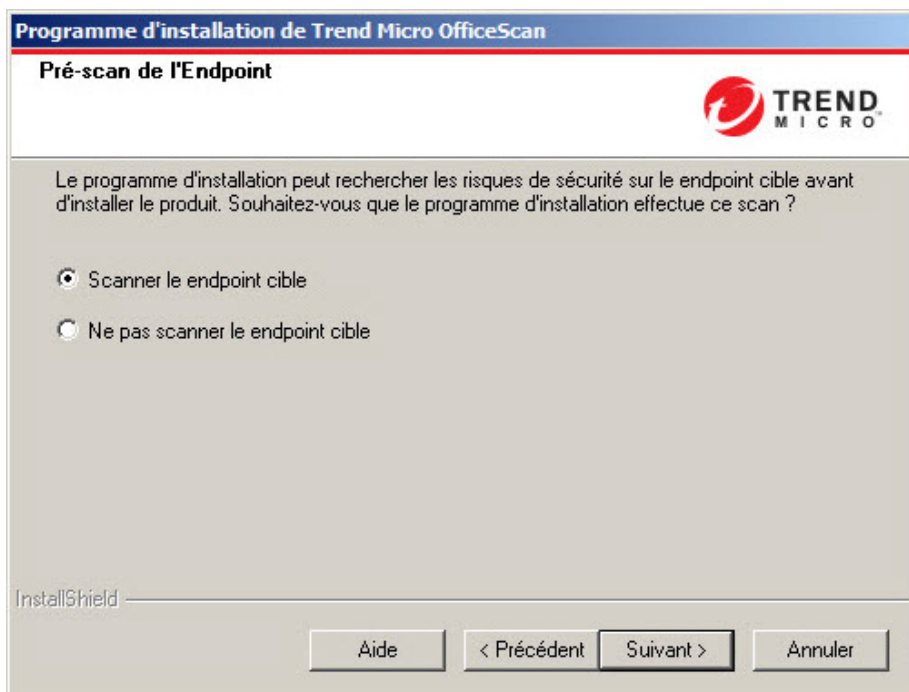 Programme d'installation de Trend Micro OfficeScan
Pré-scan de l'Endpoint
TREND
MICRO
Le programme d'installation peut rechercher les risques de sécurité sur le endpoint cible avant
d'installer le produit. Souhaitez-vous que le programme d'installation effectue ce scan ?
Scanner le endpoint cible
Ne pas scanner le endpoint cible
InstallShield
Aide
< Précédent
Suivant >
Annuler